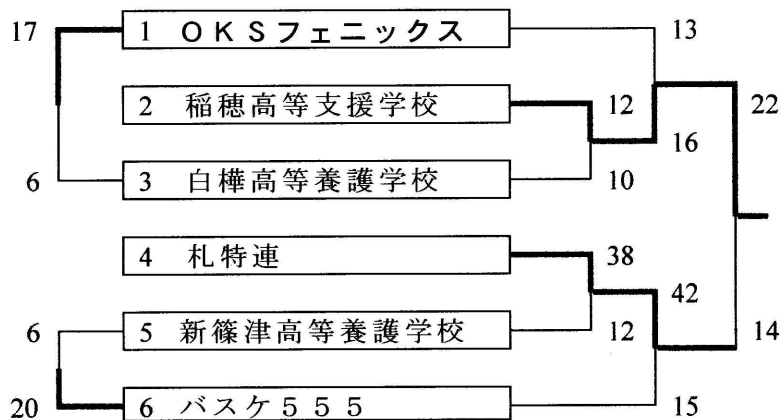 17 1 OKSフェニックス 13
2 稲穂高等支援学校 12 22
16
6 3 白樺高等養護学校 10
4 札特連 38
42
6 5 新篠津高等養護学校 12 14
20 6 バスケ555 15